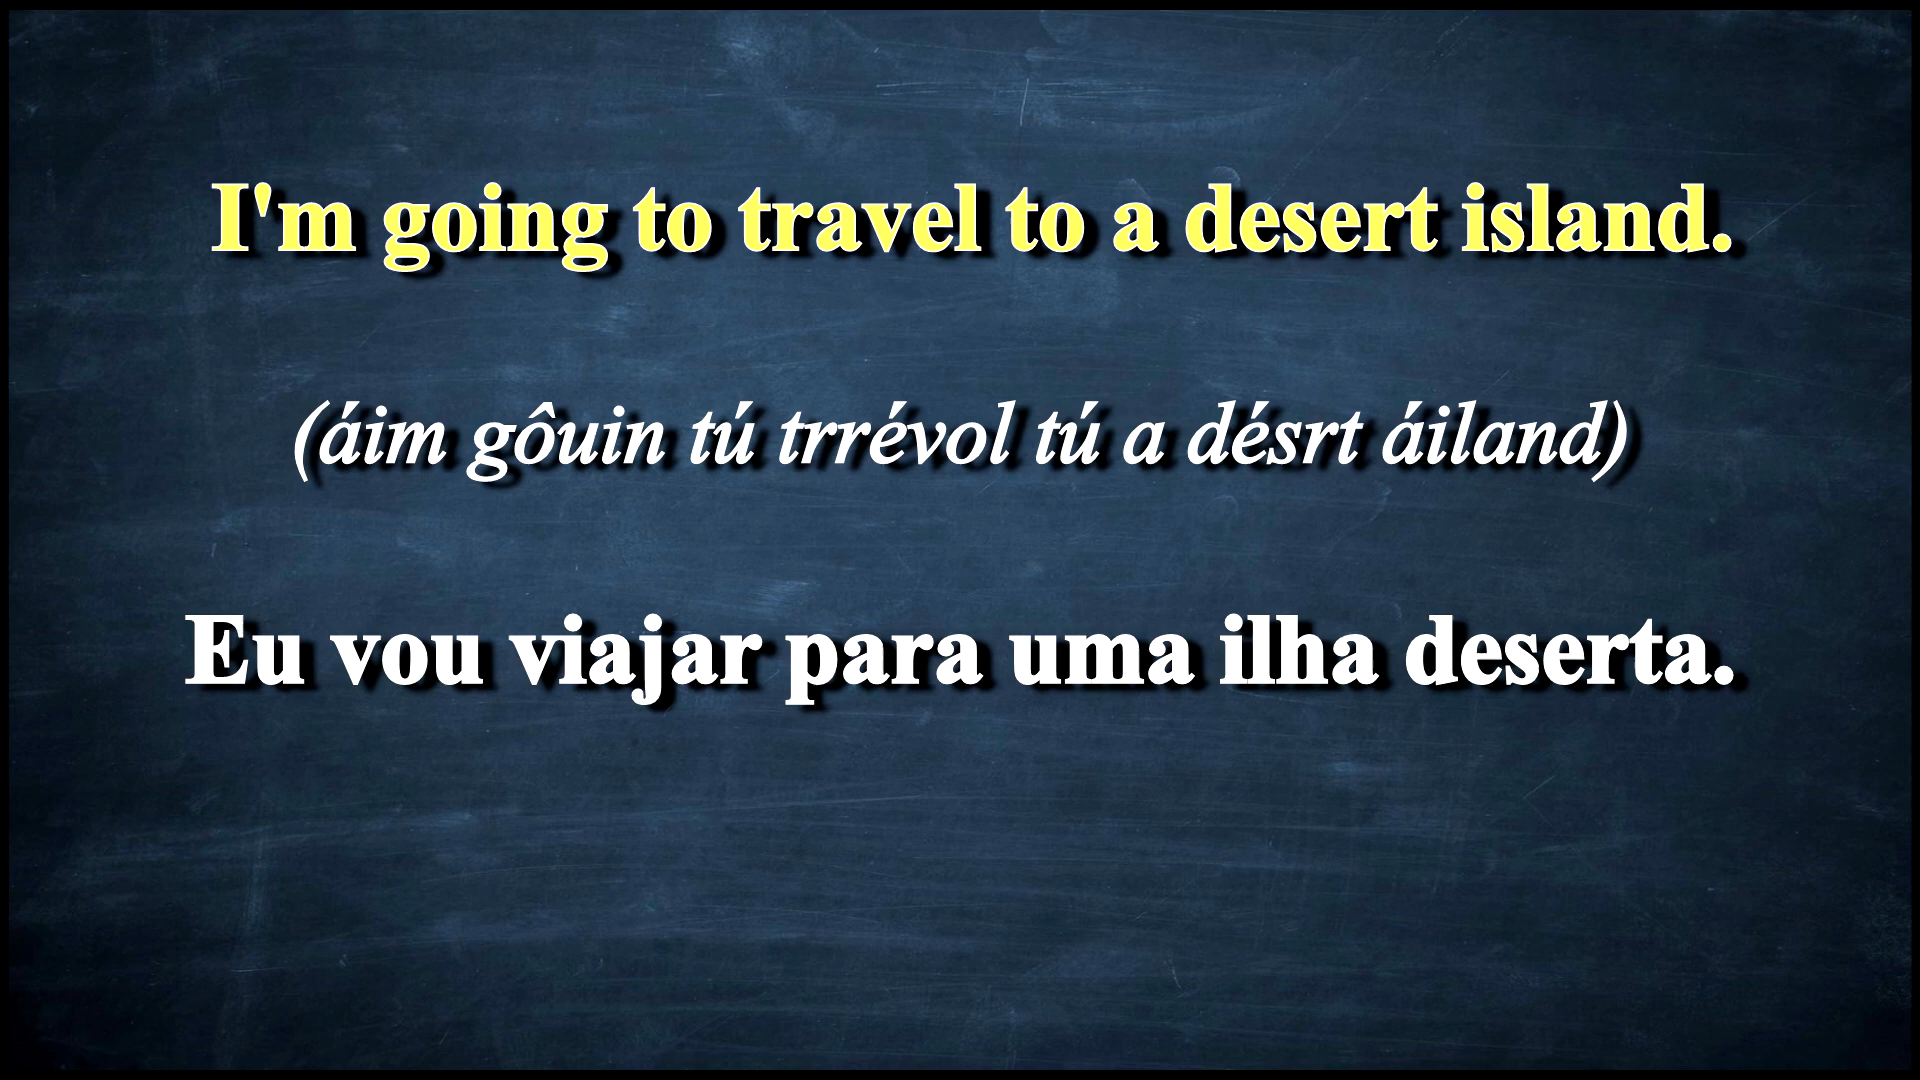 I'm going to travel to a desert island.
(áim gôuin tú trrévol tú a désrt áiland)
Eu vou viajar para uma ilha deserta.